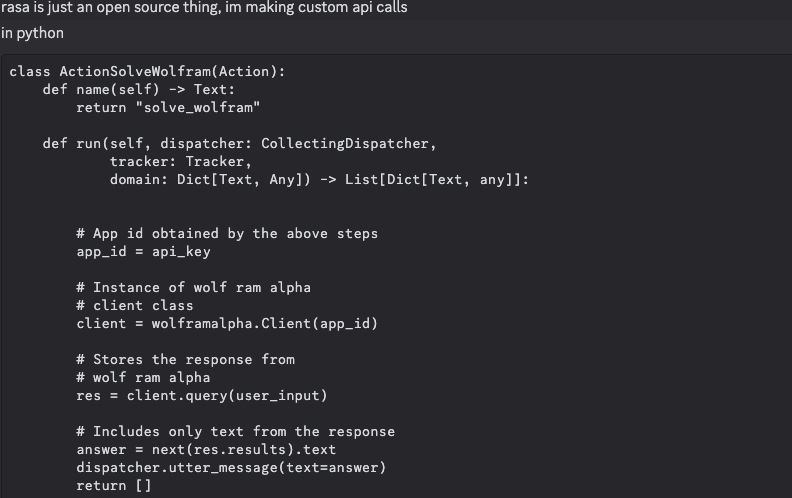 rasa is just an open source thing, im making custom api calls
in python
class ActionSolveWolfram(Action):
    def name(self) -> Text:
        return "solve_wolfram"

    def run(self, dispatcher: CollectingDispatcher,
            tracker: Tracker,
            domain: Dict[Text, Any]) -> List[Dict[Text, any]]:


        # App id obtained by the above steps
        app_id = api_key

        # Instance of wolf ram alpha
        # client class
        client = wolframalpha.Client(app_id)

        # Stores the response from
        # wolf ram alpha
        res = client.query(user_input)

        # Includes only text from the response
        answer = next(res.results).text
        dispatcher.utter_message(text=answer)
        return []